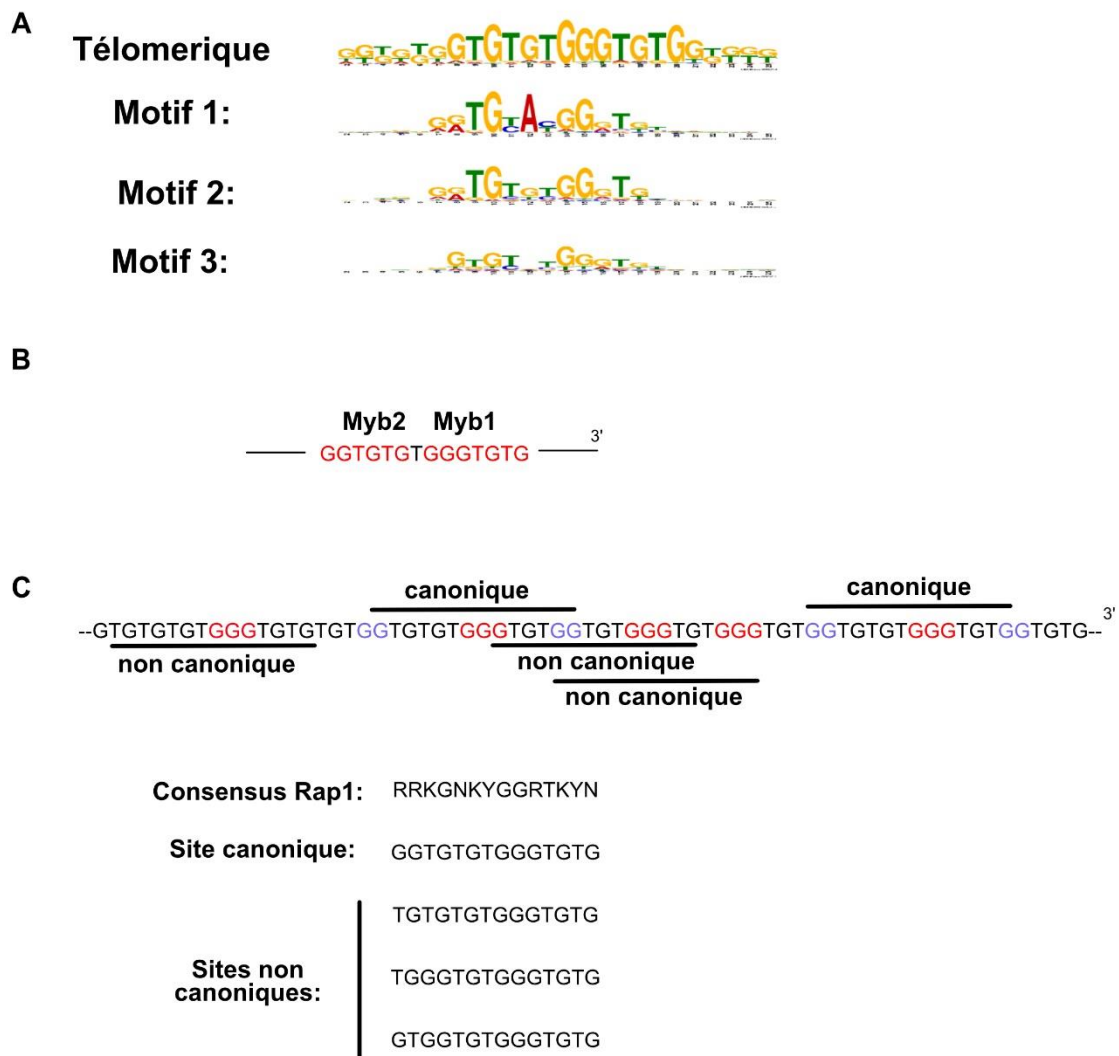 A
Télomerique
Motif 1:
Motif 2:
Motif 3:
B
Myb2 Myb1
GGTGTGTGGGTGTG
3'
C
canonique
canonique
--GTGTGTGTGGGTGTGTGTGGTGTGTGGGTGTGGTGTGGGTGTGGGTGTGGTGTGTGGGTGTGGTGTG--
3'
non canonique
non canonique
non canonique
Consensus Rap1: RRKGNKYGGRTKYN
Site canonique: GGTGTGTGGGTGTG
TGTGTGTGGGTGTG
Sites non
canoniques:
TGGGTGTGGGTGTG
GTGGTGTGGGTGTG